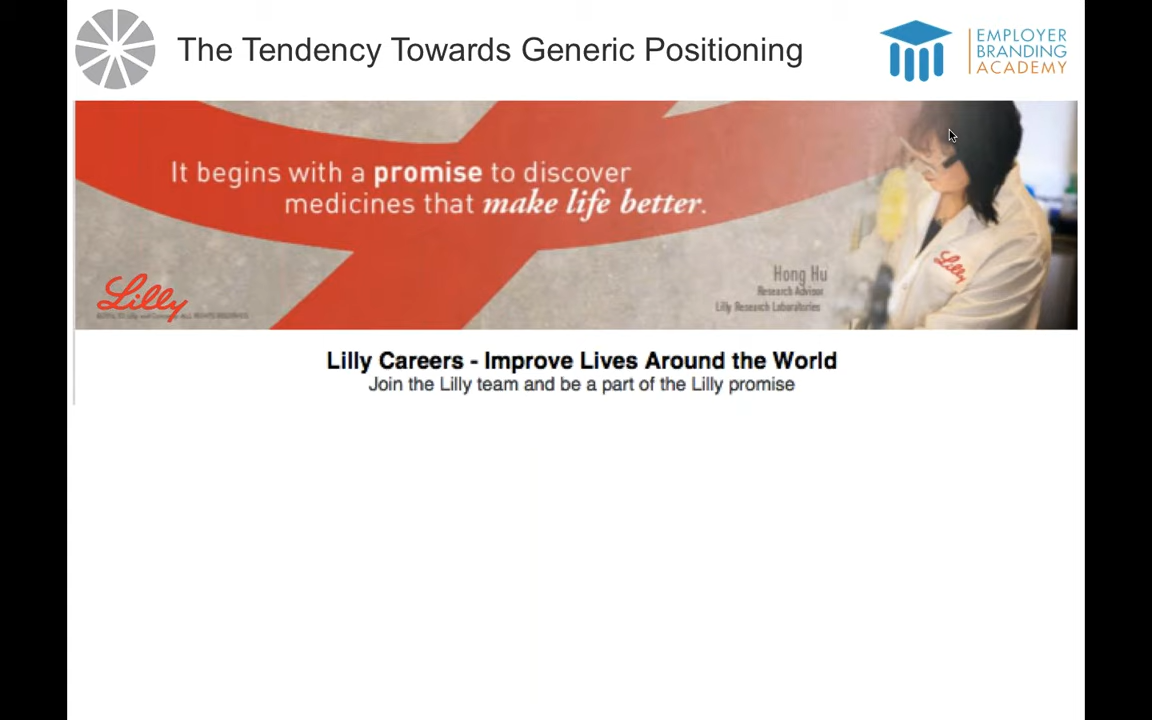 The Tendency Towards Generic Positioning
EMPLOYER
BRANDING
ACADEMY
It begins with a promise to discover
medicines that make life better.
Hong Hu
Research Advisor
Lilly Research Laboratories
Lilly
Lilly
Lilly Careers - Improve Lives Around the World
Join the Lilly team and be a part of the Lilly promise